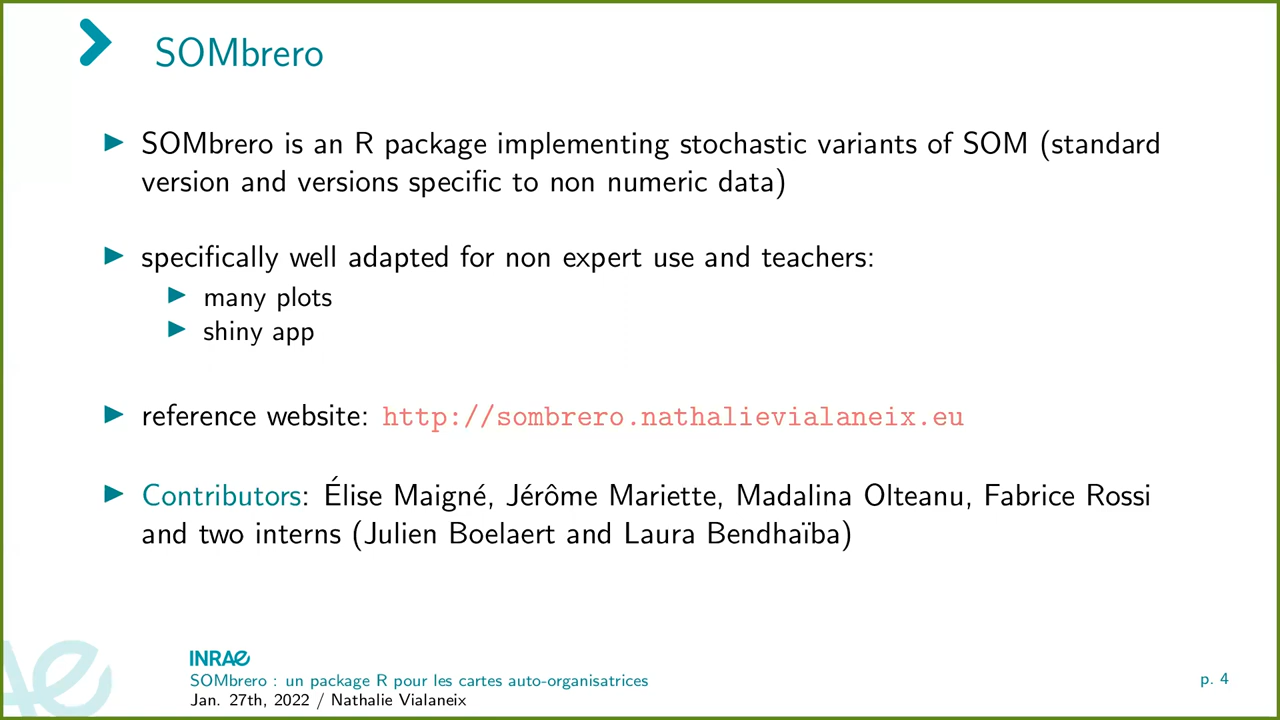 SOMbrero
SOMbrero is an R package implementing stochastic variants of SOM (standard
version and versions specific to non numeric data)
specifically well adapted for non expert use and teachers:
many plots
shiny app
reference website: http://sombrero.nathalievialaneix.eu
Contributors: Élise Maigné, Jérôme Mariette, Madalina Olteanu, Fabrice Rossi
and two interns (Julien Boelaert and Laura Bendhaïba)
INRAE
SOMbrero : un package R pour les cartes auto-organisatrices
Jan. 27th, 2022 / Nathalie Vialaneix
p. 4